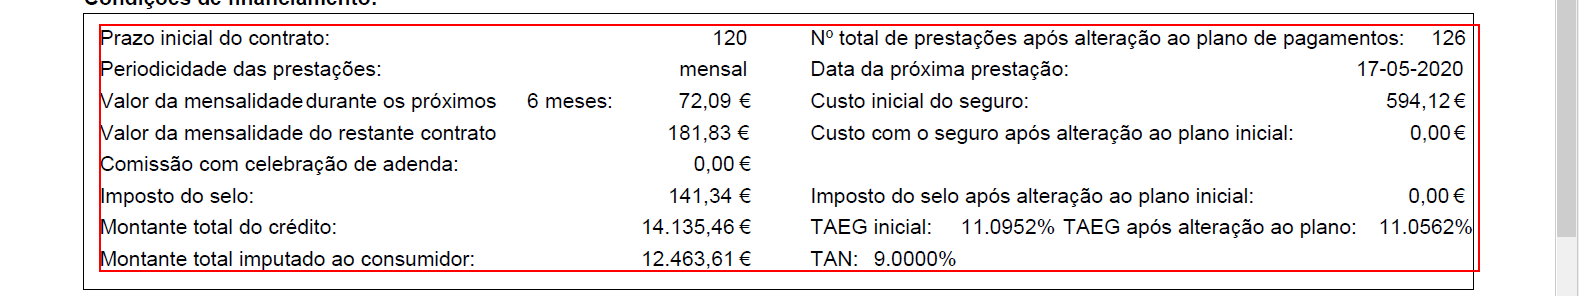 Condições de financiamento:
Prazo inicial do contrato: 120 Nº total de prestações após alteração ao plano de pagamentos: 126
Periodicidade das prestações: mensal Data da próxima prestação: 17-05-2020
Valor da mensalidade durante os próximos 6 meses: 72,09 € Custo inicial do seguro: 594,12 €
Valor da mensalidade do restante contrato 181,83 € Custo com o seguro após alteração ao plano inicial: 0,00 €
Comissão com celebração de adenda: 0,00 €
Imposto do selo: 141,34 € Imposto do selo após alteração ao plano inicial: 0,00 €
Montante total do crédito: 14.135,46 € TAEG inicial: 11.0952% TAEG após alteração ao plano: 11.0562%
Montante total imputado ao consumidor: 12.463,61 € TAN: 9.0000%